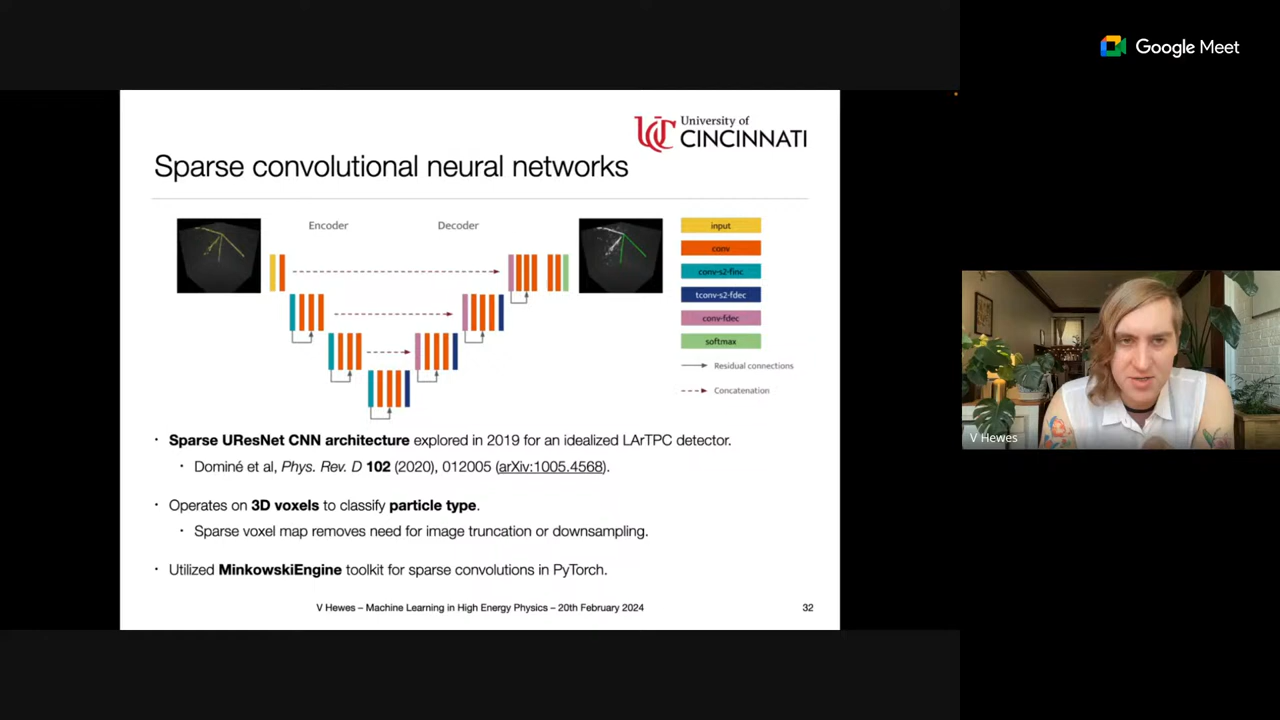 Google Meet
University of
CINCINNATI
Sparse convolutional neural networks
Encoder
Decoder
input
conv
conv-s2-finc
tconv-s2-fdec
conv-fdec
softmax
Residual connections
Concatenation
· Sparse UResNet CNN architecture explored in 2019 for an idealized LArTPC detector.
· Dominé et al, Phys. Rev. D 102 (2020), 012005 (arXiv:1005.4568).
· Operates on 3D voxels to classify particle type.
· Sparse voxel map removes need for image truncation or downsampling.
· Utilized MinkowskiEngine toolkit for sparse convolutions in PyTorch.
V Hewes – Machine Learning in High Energy Physics – 20th February 2024
32
V Hewes